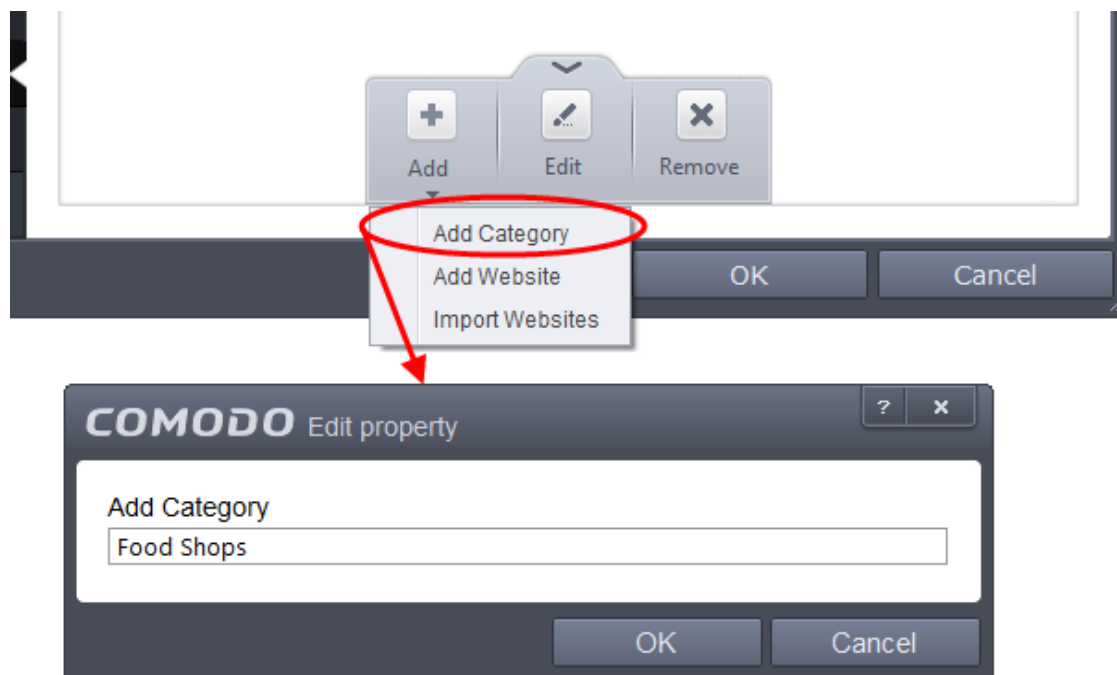 Add Edit Remove
Add Category
Add Website
Import Websites
OK Cancel
COMODO Edit property ? x
Add Category
Food Shops
OK Cancel